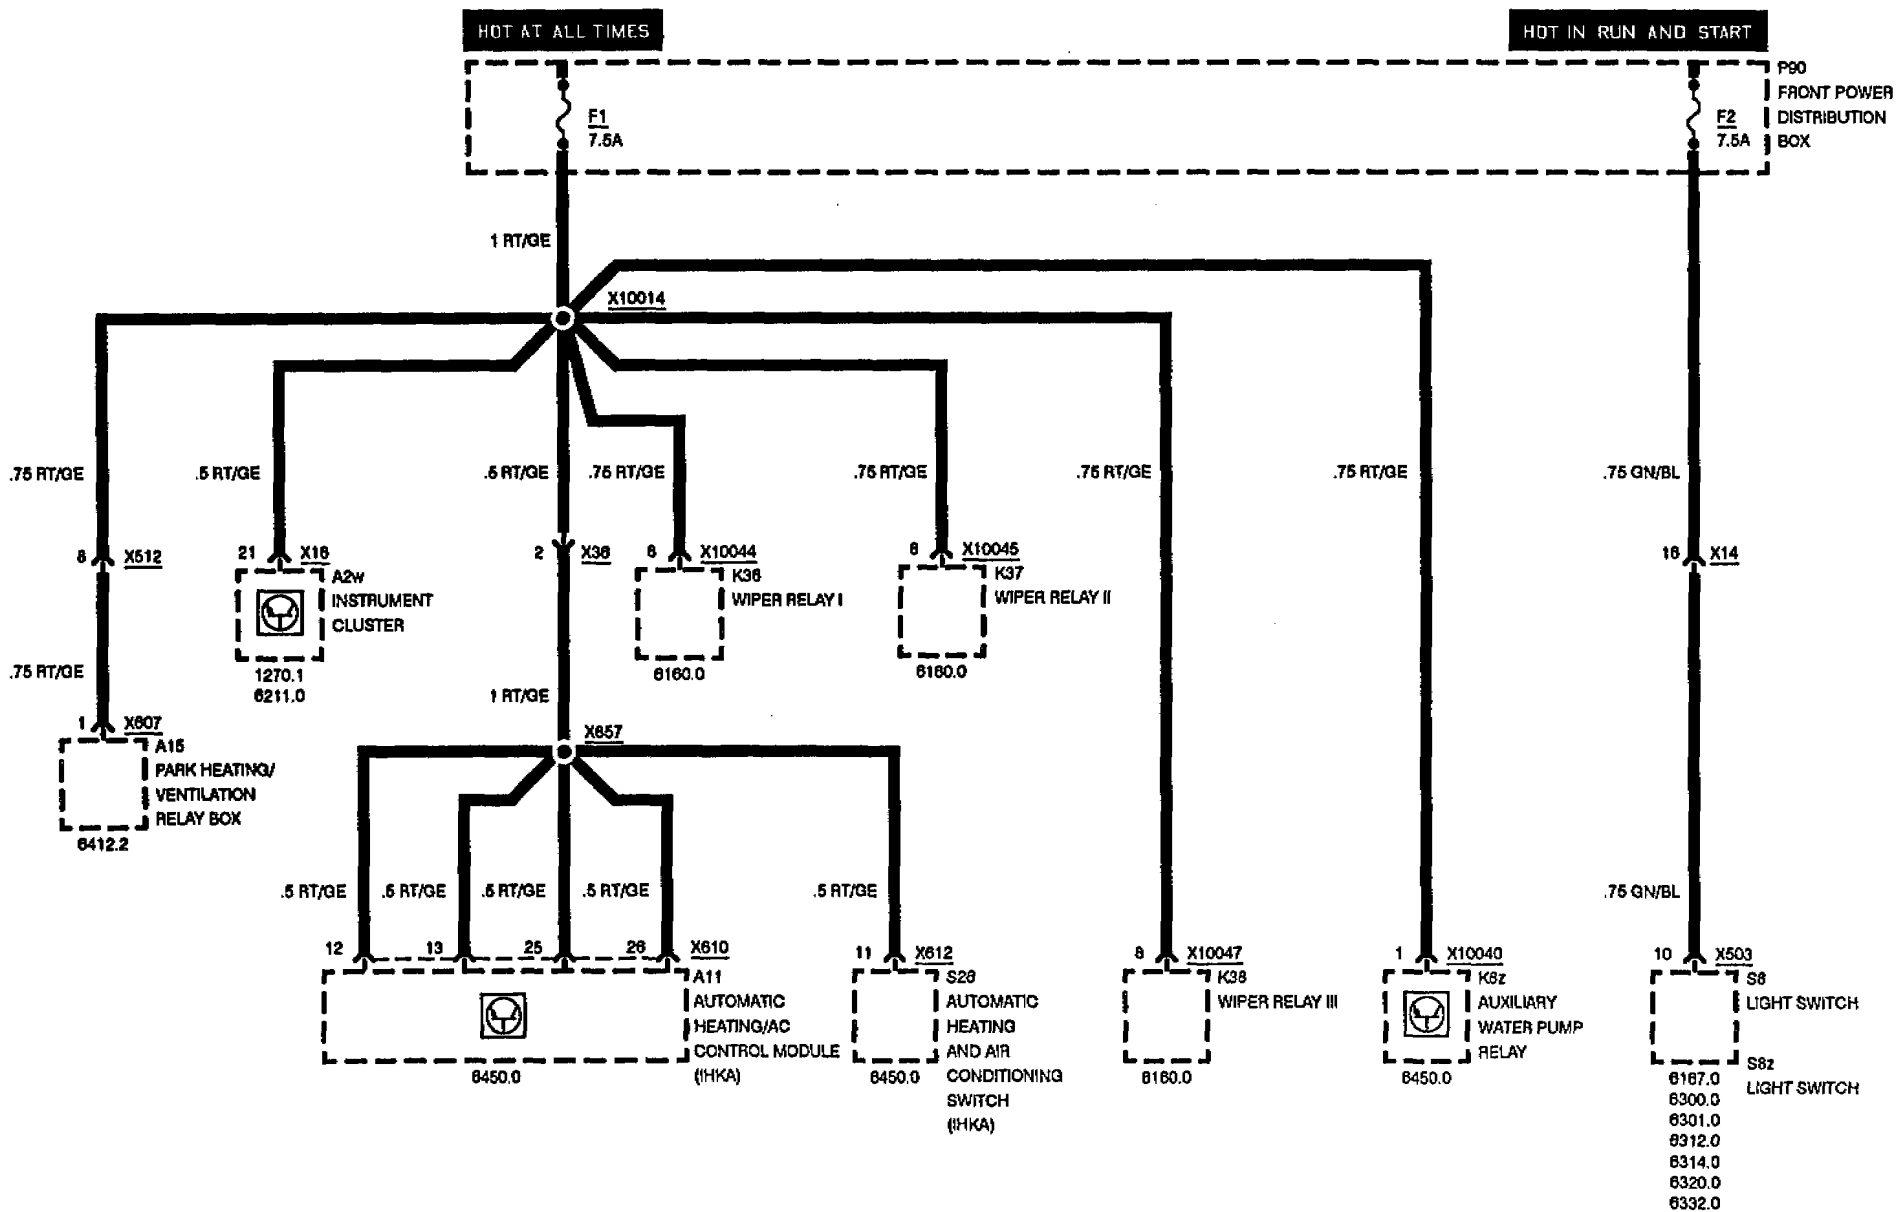 HOT AT ALL TIMES
HOT IN RUN AND START
P90
FRONT POWER
DISTRIBUTION
BOX
F1
7.5A
F2
7.5A
1 RT/GE
X10014
.75 RT/GE
.5 RT/GE
.5 RT/GE
.75 RT/GE
.75 RT/GE
.75 RT/GE
.75 RT/GE
.75 GN/BL
8 X512
21 X16
2 X36
6 X10044
6 X10045
16 X14
A2w
INSTRUMENT
CLUSTER
1270.1
6211.0
K36
WIPER RELAY I
6160.0
K37
WIPER RELAY II
6160.0
.75 RT/GE
1 RT/GE
1 X607
A15
PARK HEATING/
VENTILATION
RELAY BOX
6412.2
X657
.5 RT/GE
.5 RT/GE
.5 RT/GE
.5 RT/GE
.5 RT/GE
.75 GN/BL
12 13 25 26 X610
A11
AUTOMATIC
HEATING/AC
CONTROL MODULE
(IHKA)
6450.0
11 X612
S26
AUTOMATIC
HEATING
AND AIR
CONDITIONING
SWITCH
(IHKA)
6450.0
8 X10047
K38
WIPER RELAY III
6160.0
1 X10040
K6z
AUXILIARY
WATER PUMP
RELAY
6450.0
10 X503
S8
LIGHT SWITCH
S8z
LIGHT SWITCH
6167.0
6300.0
6301.0
6312.0
6314.0
6320.0
6332.0